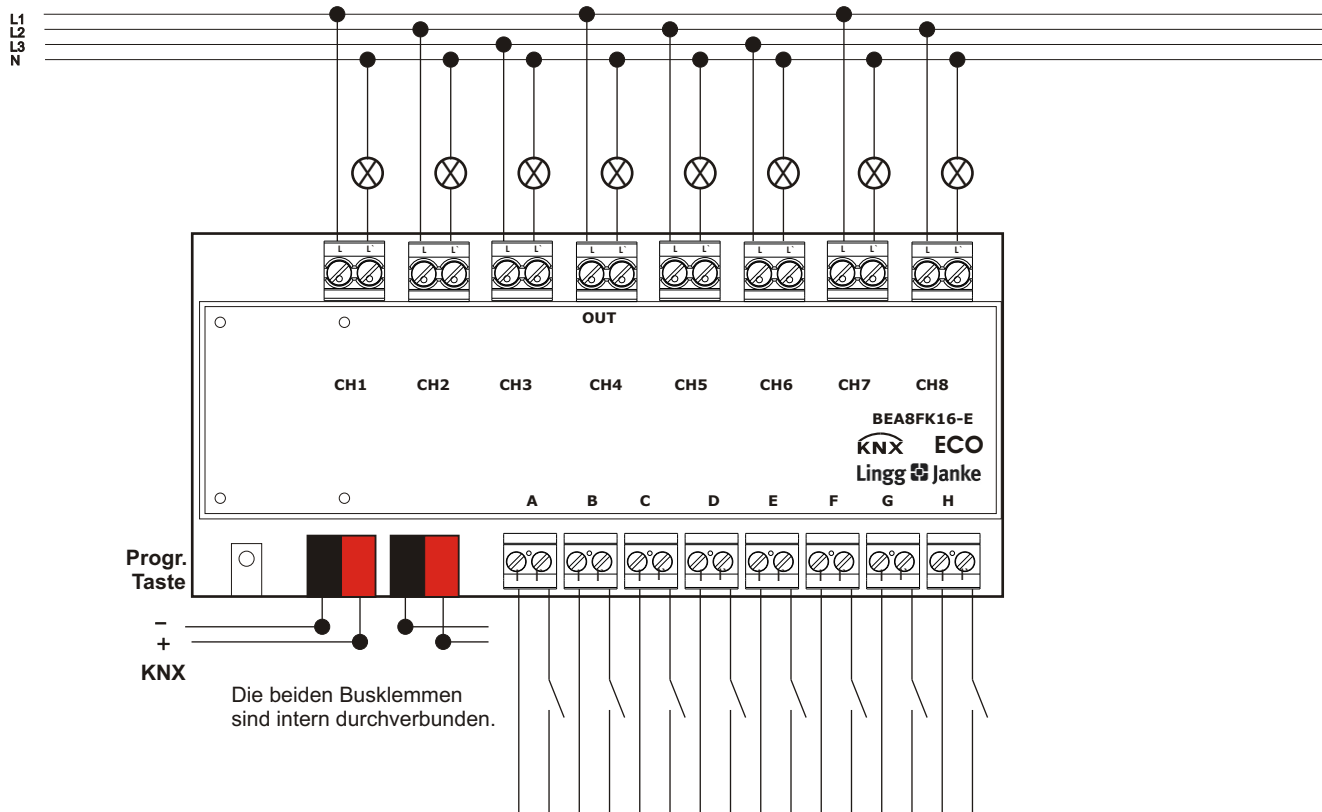 L1
L2
L3
N
L L` L L` L L` L L` L L` L L` L L` L L`
OUT
CH1 CH2 CH3 CH4 CH5 CH6 CH7 CH8
BEA8FK16-E
KNX ECO
Lingg Janke
A B C D E F G H
Progr.
Taste
–
+
KNX
Die beiden Busklemmen
sind intern durchverbunden.